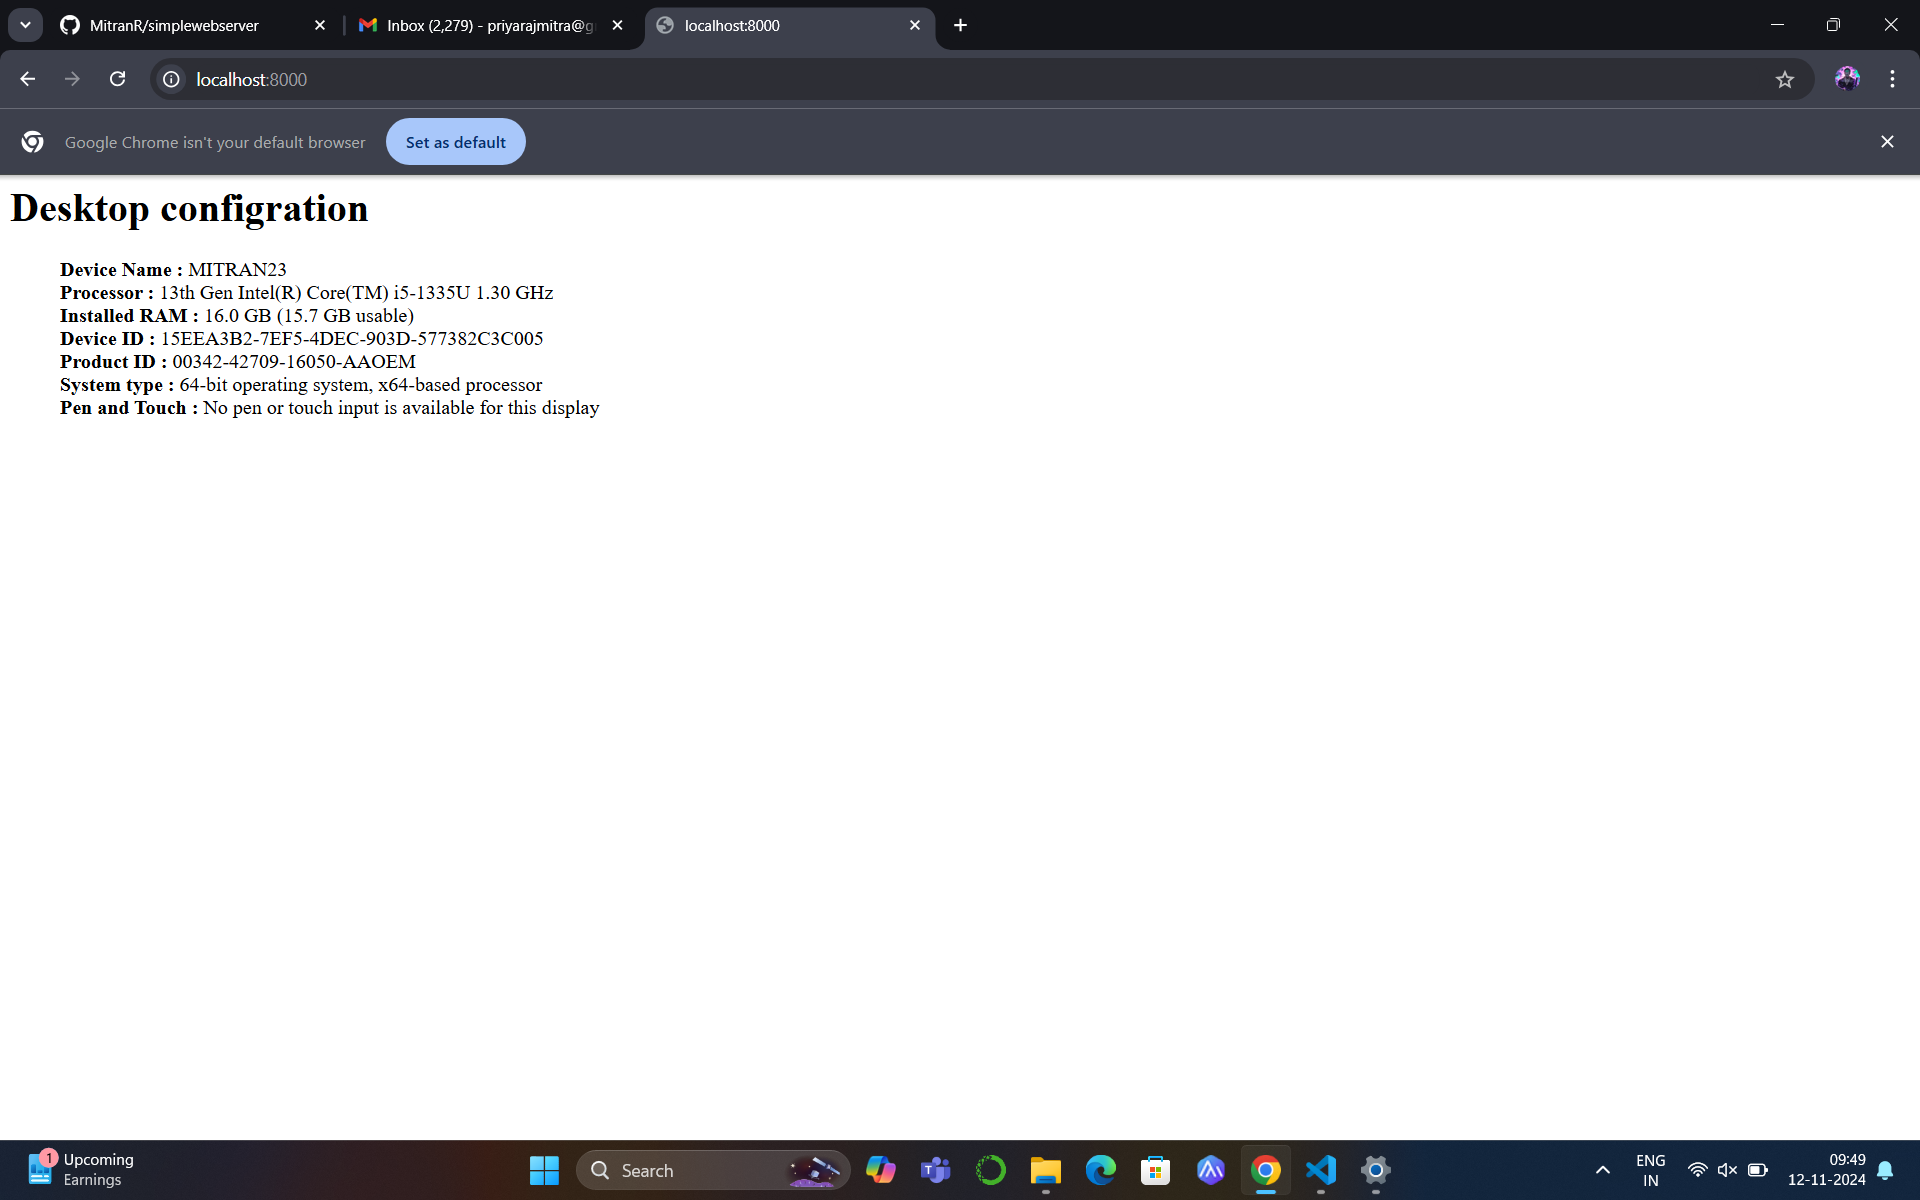 MitranR/simplewebserver
Inbox (2,279) - priyarajmitra@g
localhost:8000
localhost:8000
Google Chrome isn't your default browser
Set as default
Desktop configration
Device Name : MITRAN23
Processor : 13th Gen Intel(R) Core(TM) i5-1335U 1.30 GHz
Installed RAM : 16.0 GB (15.7 GB usable)
Device ID : 15EEA3B2-7EF5-4DEC-903D-577382C3C005
Product ID : 00342-42709-16050-AAOEM
System type : 64-bit operating system, x64-based processor
Pen and Touch : No pen or touch input is available for this display
1
Upcoming
Earnings
Search
ENG
IN
09:49
12-11-2024